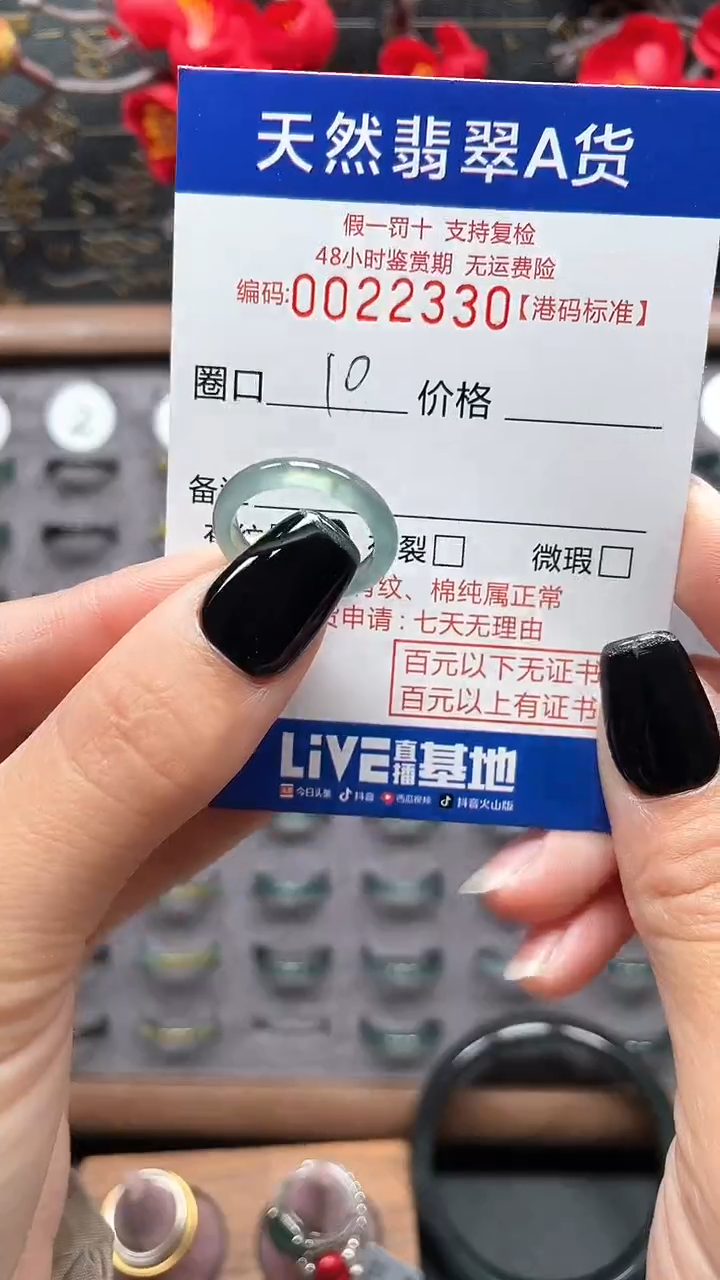 天然翡翠A货
假一罚十 支持复检
48小时鉴赏期 无运费险
编码:0022330【港码标准】
圈口 10 价格
备
裂□ 微瑕□
纹、棉纯属正常
申请：七天无理由
百元以下无证书
百元以上有证书
LiVE直播基地
今日头条 抖音 西瓜视频 抖音火山版
2